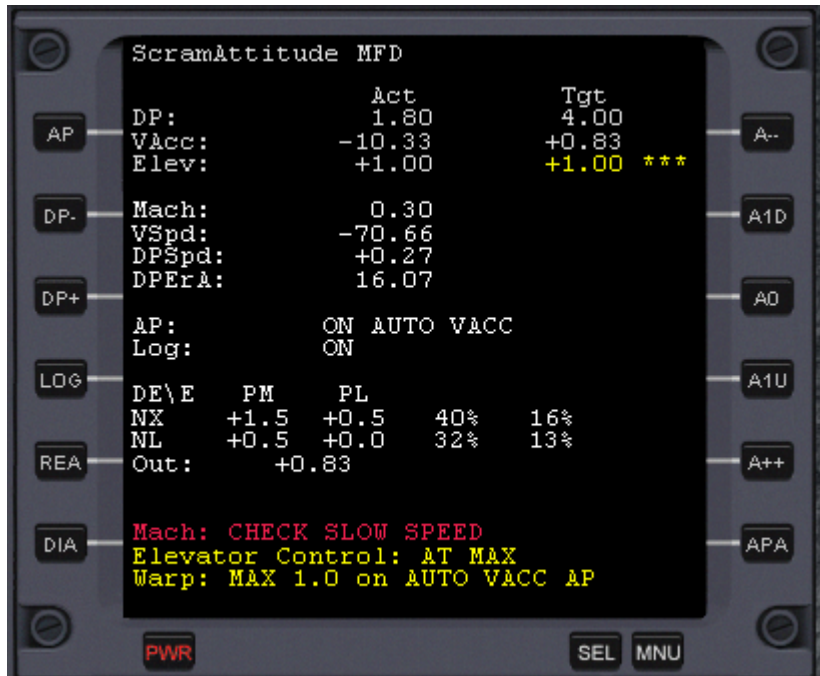 ScramAttitude MFD
Act Tgt
AP DP: 1.80 4.00 A--
VAcc: -10.33 +0.83
Elev: +1.00 +1.00 ***
DP- Mach: 0.30 A1D
VSpd: -70.66
DPSpd: +0.27
DPErA: 16.07
DP+ A0
AP: ON AUTO VACC
Log: ON
LOG A1U
DE\E PM PL
NX +1.5 +0.5 40% 16%
NL +0.5 +0.0 32% 13%
REA Out: +0.83 A++
Mach: CHECK SLOW SPEED
DIA Elevator Control: AT MAX APA
Warp: MAX 1.0 on AUTO VACC AP
PWR SEL MNU